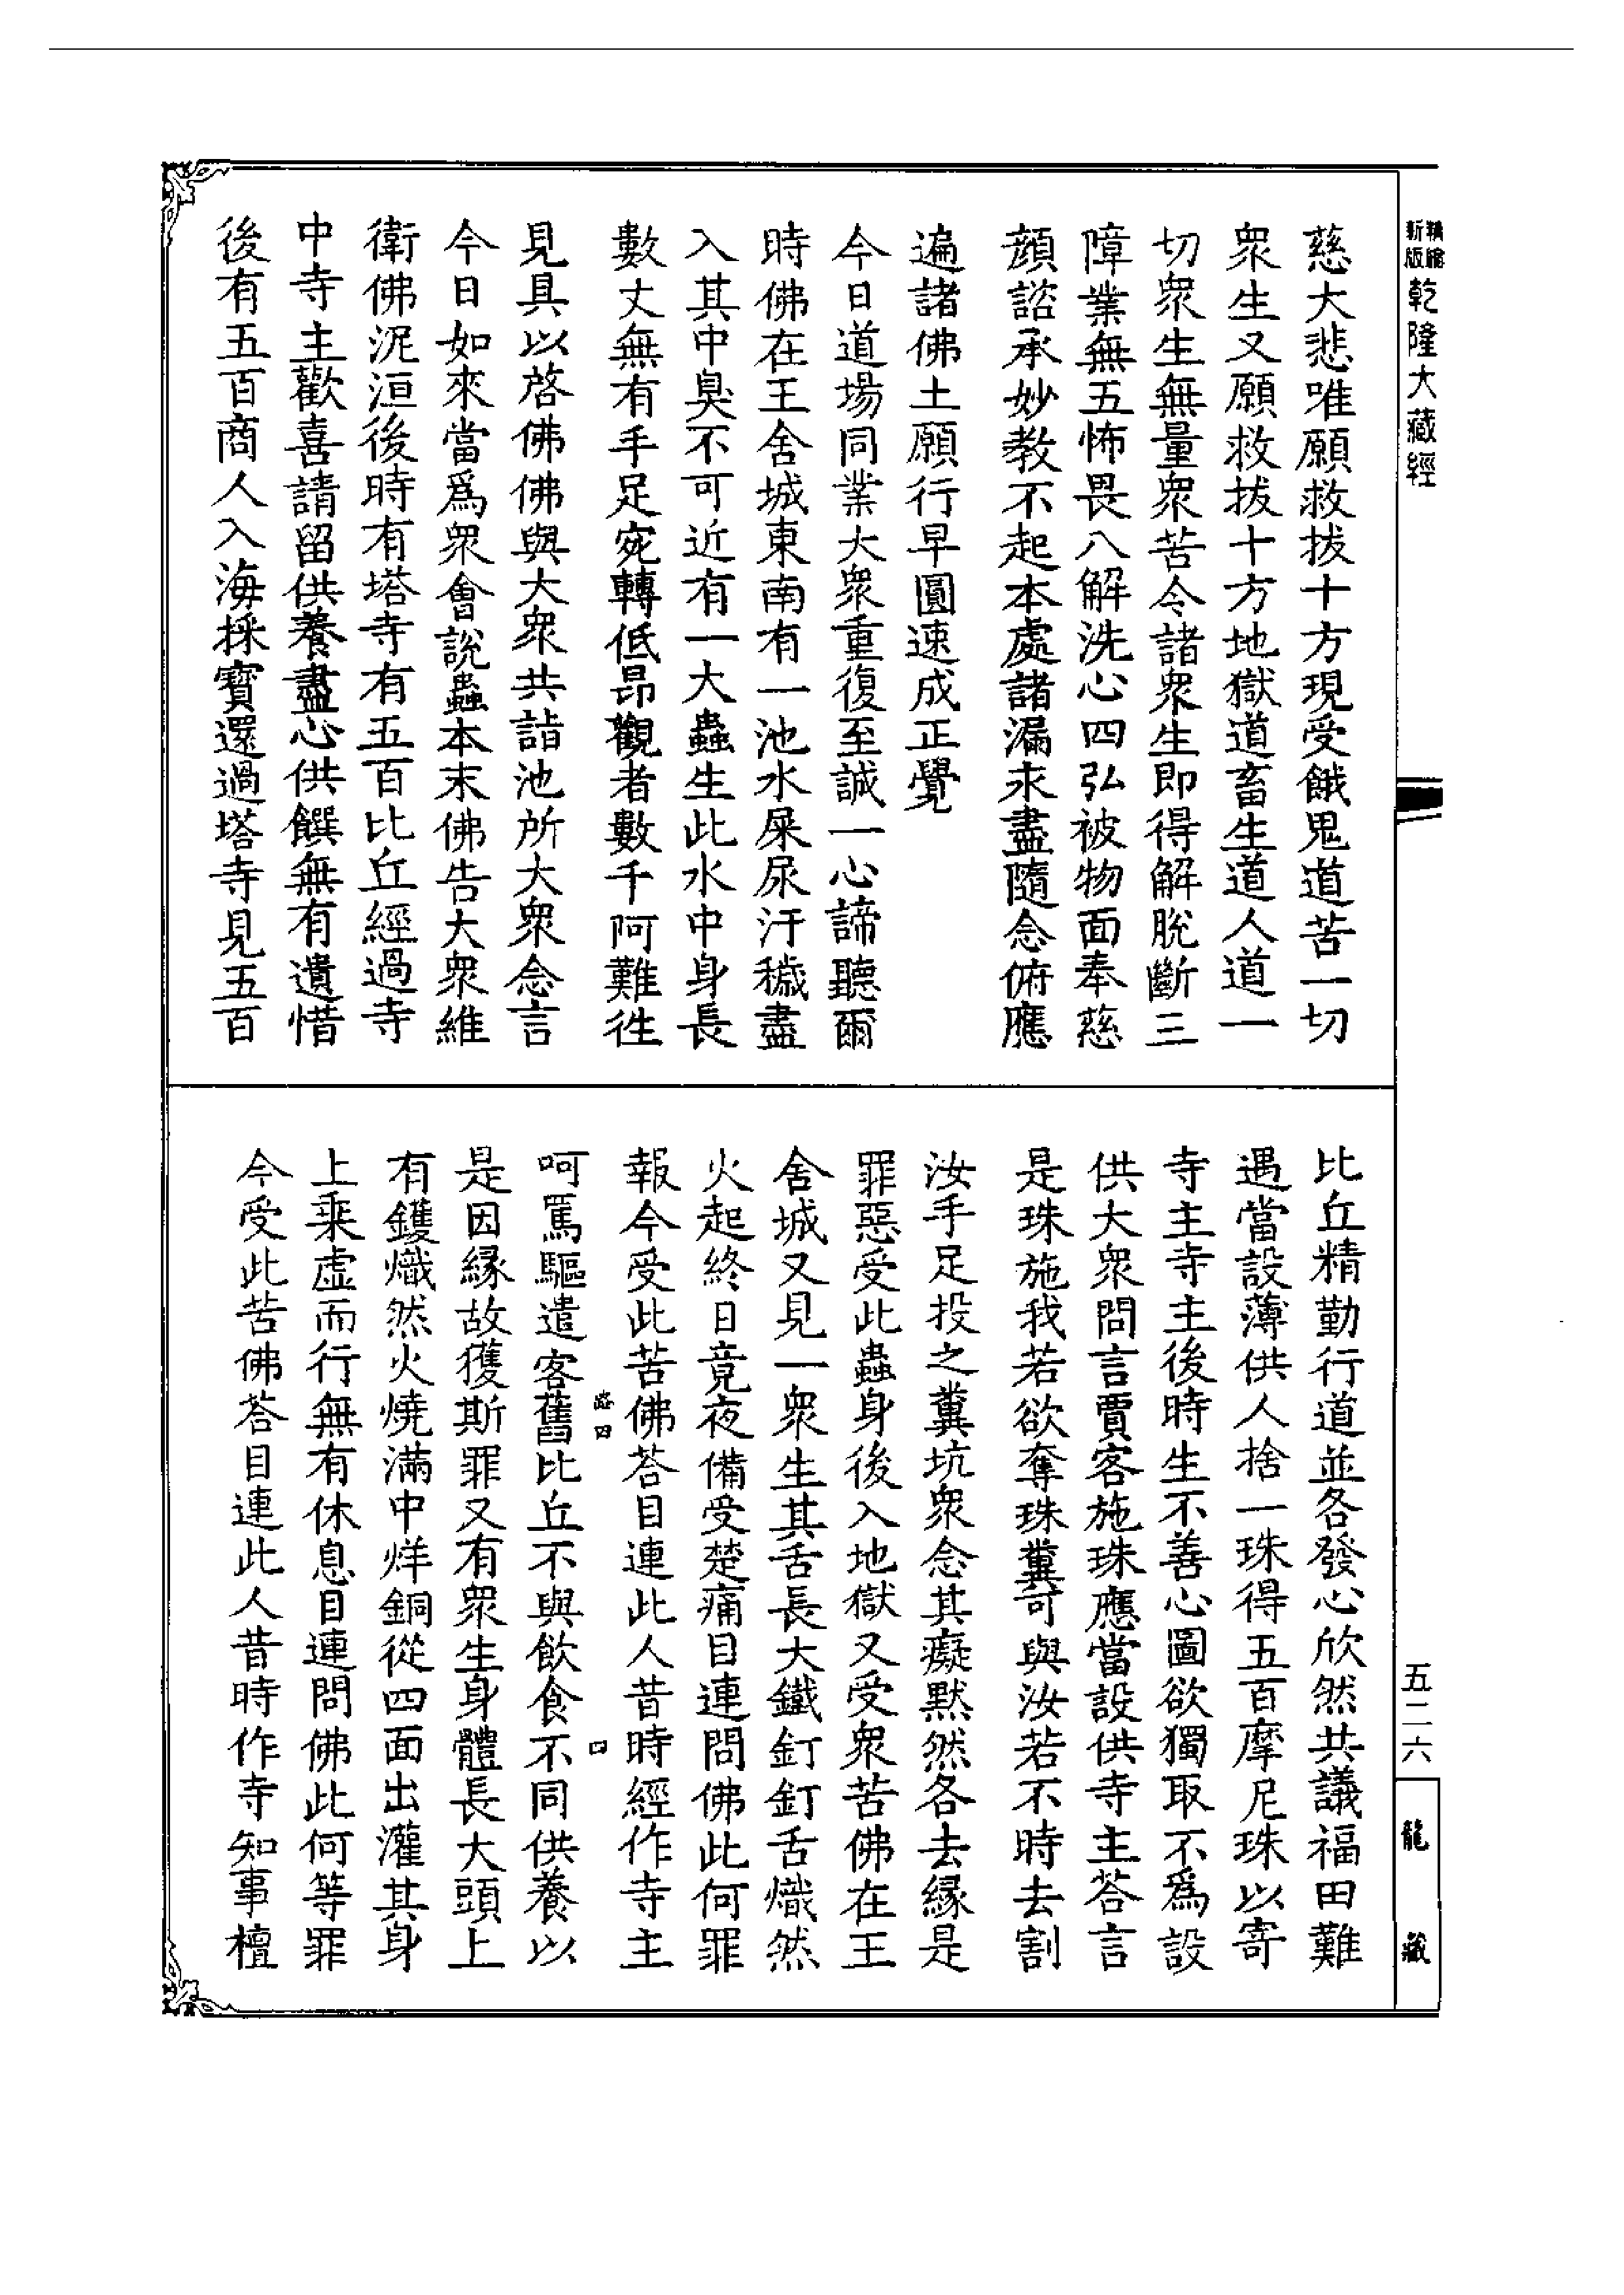 新版
乾隆大藏經
慈大悲唯願救拔十方現受餓鬼道苦一切
衆生又願救拔十方地獄道畜生道人道一
切衆生無量衆苦令諸衆生即得解脫斷三
障業無五怖畏八解洗心四弘被物面奉慈
顏諮承妙教不起本處諸漏永盡隨念俯應
遍諸佛土願行早圓速成正覺
今日道場同業大衆重復至誠一心諦聽爾
時佛在王舍城東南有一池水屎尿汙穢盡
入其中臭不可近有一大蟲生此水中身長
數丈無有手足宛轉低昂觀者數千阿難徃
見具以啓佛佛與大衆共詣池所大衆念言
今日如來當爲衆會說蟲本末佛告大衆維
衛佛泥洹後時有塔寺有五百比丘經過寺
中寺主歡喜請留供養盡心供饌無有遺惜
後有五百商人入海採寶還過塔寺見五百
比丘精勤行道並各發心欣然共議福田難
遇當設薄供人捨一珠得五百摩尼珠以寄
寺主寺主後時生不善心圖欲獨取不爲設
供大衆問言賈客施珠應當設供寺主荅言
是珠施我若欲奪珠糞可與汝若不時去割
汝手足投之糞坑衆念其癡默然各去緣是
罪惡受此蟲身後入地獄又受衆苦佛在王
舍城又見一衆生其舌長大鐵釘釘舌熾然
火起終日竟夜備受楚痛目連問佛此何罪
報今受此苦佛荅目連此人昔時經作寺主
呵罵驅遣客舊比丘不與飲食不同供養以
是因緣故獲斯罪又有衆生身體長大頭上
有鑊熾然火燒滿中烊銅從四面出灌其身
上乘虛而行無有休息目連問佛此何等罪
今受此苦佛荅目連此人昔時作寺知事檀
五二六
龍藏